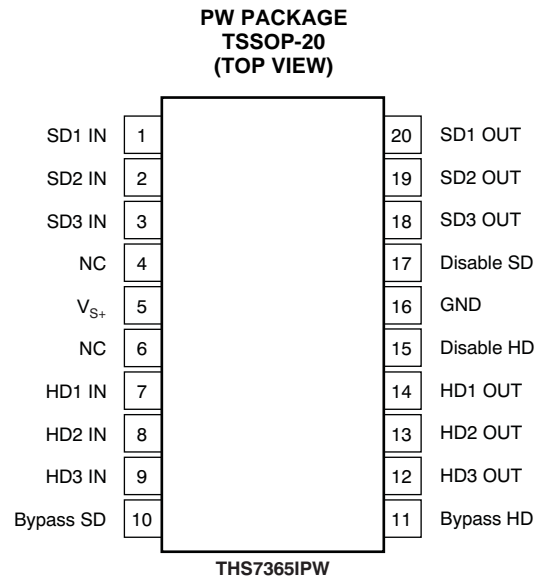 PW PACKAGE
TSSOP-20
(TOP VIEW)
SD1 IN 1 20 SD1 OUT
SD2 IN 2 19 SD2 OUT
SD3 IN 3 18 SD3 OUT
NC 4 17 Disable SD
VS+ 5 16 GND
NC 6 15 Disable HD
HD1 IN 7 14 HD1 OUT
HD2 IN 8 13 HD2 OUT
HD3 IN 9 12 HD3 OUT
Bypass SD 10 11 Bypass HD
THS7365IPW